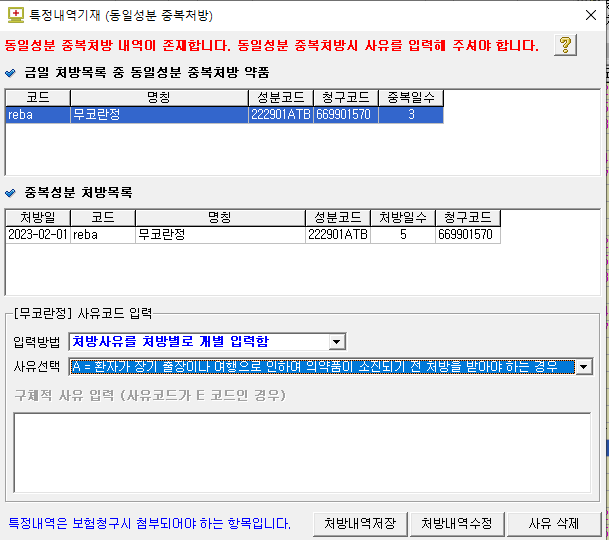 특정내역기재 (동일성분 중복처방)
동일성분 중복처방 내역이 존재합니다. 동일성분 중복처방시 사유를 입력해 주셔야 합니다. ?
금일 처방목록 중 동일성분 중복처방 약품
코드 명칭 성분코드 청구코드 중복일수
reba 무코란정 222901ATB 669901570 3
중복성분 처방목록
처방일 코드 명칭 성분코드 처방일수 청구코드
2023-02-01 reba 무코란정 222901ATB 5 669901570
[무코란정] 사유코드 입력
입력방법 처방사유를 처방별로 개별 입력함
사유선택 A = 환자가 장기 출장이나 여행으로 인하여 의약품이 소진되기 전 처방을 받아야 하는 경우
구체적 사유 입력 (사유코드가 E 코드인 경우)
특정내역은 보험청구시 첨부되어야 하는 항목입니다. 처방내역저장 처방내역수정 사유 삭제